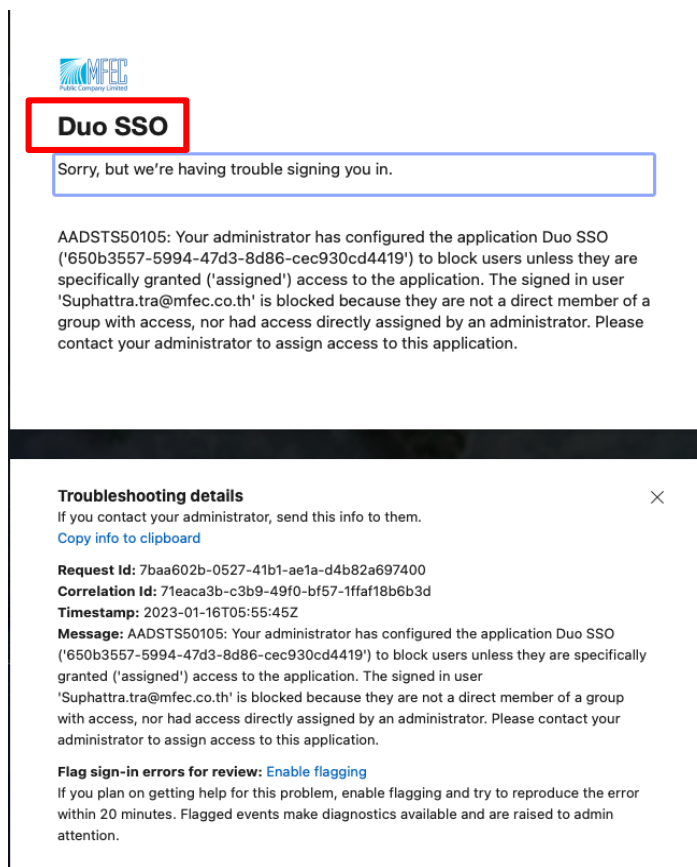 MFEC
Public Company Limited
Duo SSO
Sorry, but we're having trouble signing you in.
AADSTS50105: Your administrator has configured the application Duo SSO
('650b3557-5994-47d3-8d86-cec930cd4419') to block users unless they are
specifically granted ('assigned') access to the application. The signed in user
'Suphattra.tra@mfec.co.th' is blocked because they are not a direct member of a
group with access, nor had access directly assigned by an administrator. Please
contact your administrator to assign access to this application.
Troubleshooting details
If you contact your administrator, send this info to them.
Copy info to clipboard
Request Id: 7baa602b-0527-41b1-ae1a-d4b82a697400
Correlation Id: 71eaca3b-c3b9-49f0-bf57-1ffaf18b6b3d
Timestamp: 2023-01-16T05:55:45Z
Message: AADSTS50105: Your administrator has configured the application Duo SSO
('650b3557-5994-47d3-8d86-cec930cd4419') to block users unless they are specifically
granted ('assigned') access to the application. The signed in user
'Suphattra.tra@mfec.co.th' is blocked because they are not a direct member of a group
with access, nor had access directly assigned by an administrator. Please contact your
administrator to assign access to this application.
Flag sign-in errors for review: Enable flagging
If you plan on getting help for this problem, enable flagging and try to reproduce the error
within 20 minutes. Flagged events make diagnostics available and are raised to admin
attention.